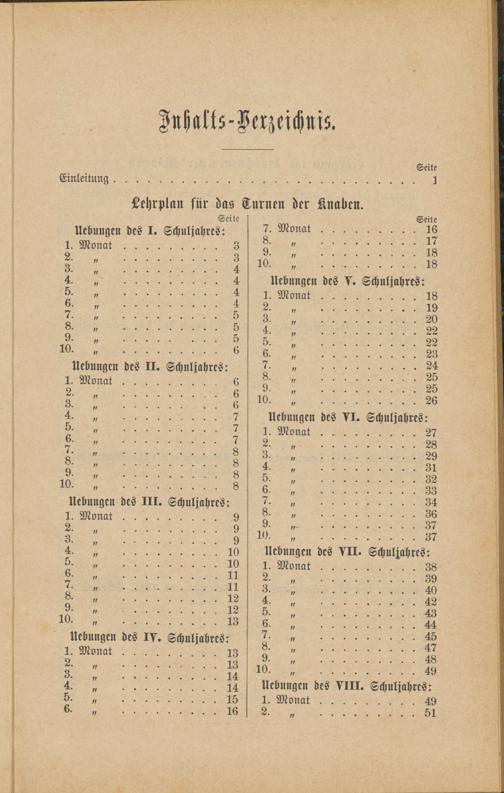 Inhalts-Verzeichnis.
Seite
Einleitung . . . . . . . . . . . . . . . . . . . . . . . . . . . 1
Lehrplan für das Turnen der Knaben.
Seite
Uebungen des I. Schuljahres:
1. Monat . . . . . . . . . 3
2. „ . . . . . . . . . 3
3. „ . . . . . . . . . 4
4. „ . . . . . . . . . 4
5. „ . . . . . . . . . 4
6. „ . . . . . . . . . 4
7. „ . . . . . . . . . 5
8. „ . . . . . . . . . 5
9. „ . . . . . . . . . 5
10. „ . . . . . . . . . 6
Uebungen des II. Schuljahres:
1. Monat . . . . . . . . . 6
2. „ . . . . . . . . . 6
3. „ . . . . . . . . . 6
4. „ . . . . . . . . . 7
5. „ . . . . . . . . . 7
6. „ . . . . . . . . . 7
7. „ . . . . . . . . . 8
8. „ . . . . . . . . . 8
9. „ . . . . . . . . . 8
10. „ . . . . . . . . . 8
Uebungen des III. Schuljahres:
1. Monat . . . . . . . . . 9
2. „ . . . . . . . . . 9
3. „ . . . . . . . . . 9
4. „ . . . . . . . . . 10
5. „ . . . . . . . . . 10
6. „ . . . . . . . . . 11
7. „ . . . . . . . . . 11
8. „ . . . . . . . . . 12
9. „ . . . . . . . . . 12
10. „ . . . . . . . . . 13
Uebungen des IV. Schuljahres:
1. Monat . . . . . . . . . 13
2. „ . . . . . . . . . 13
3. „ . . . . . . . . . 14
4. „ . . . . . . . . . 14
5. „ . . . . . . . . . 15
6. „ . . . . . . . . . 16
Seite
7. Monat . . . . . . . . . 16
8. „ . . . . . . . . . 17
9. „ . . . . . . . . . 18
10. „ . . . . . . . . . 18
Uebungen des V. Schuljahres:
1. Monat . . . . . . . . . 18
2. „ . . . . . . . . . 19
3. „ . . . . . . . . . 20
4. „ . . . . . . . . . 22
5. „ . . . . . . . . . 22
6. „ . . . . . . . . . 23
7. „ . . . . . . . . . 24
8. „ . . . . . . . . . 25
9. „ . . . . . . . . . 25
10. „ . . . . . . . . . 26
Uebungen des VI. Schuljahres:
1. Monat . . . . . . . . . 27
2. „ . . . . . . . . . 28
3. „ . . . . . . . . . 29
4. „ . . . . . . . . . 31
5. „ . . . . . . . . . 32
6. „ . . . . . . . . . 33
7. „ . . . . . . . . . 34
8. „ . . . . . . . . . 36
9. „ . . . . . . . . . 37
10. „ . . . . . . . . . 37
Uebungen des VII. Schuljahres:
1. Monat . . . . . . . . . 38
2. „ . . . . . . . . . 39
3. „ . . . . . . . . . 40
4. „ . . . . . . . . . 42
5. „ . . . . . . . . . 43
6. „ . . . . . . . . . 44
7. „ . . . . . . . . . 45
8. „ . . . . . . . . . 47
9. „ . . . . . . . . . 48
10. „ . . . . . . . . . 49
Uebungen des VIII. Schuljahres:
1. Monat . . . . . . . . . 49
2. „ . . . . . . . . . 51